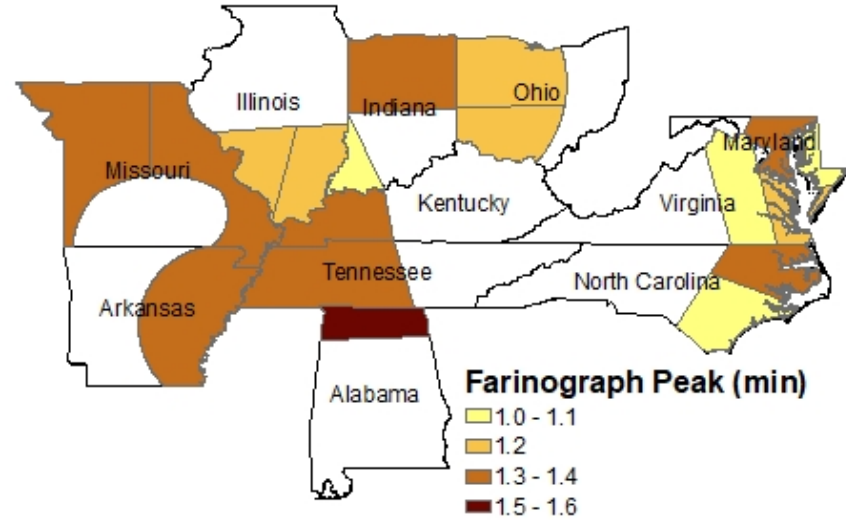 Illinois
Indiana
Ohio
Missouri
Maryland
Kentucky
Virginia
Tennessee
North Carolina
Arkansas
Alabama
Farinograph Peak (min)
1.0 - 1.1
1.2
1.3 - 1.4
1.5 - 1.6